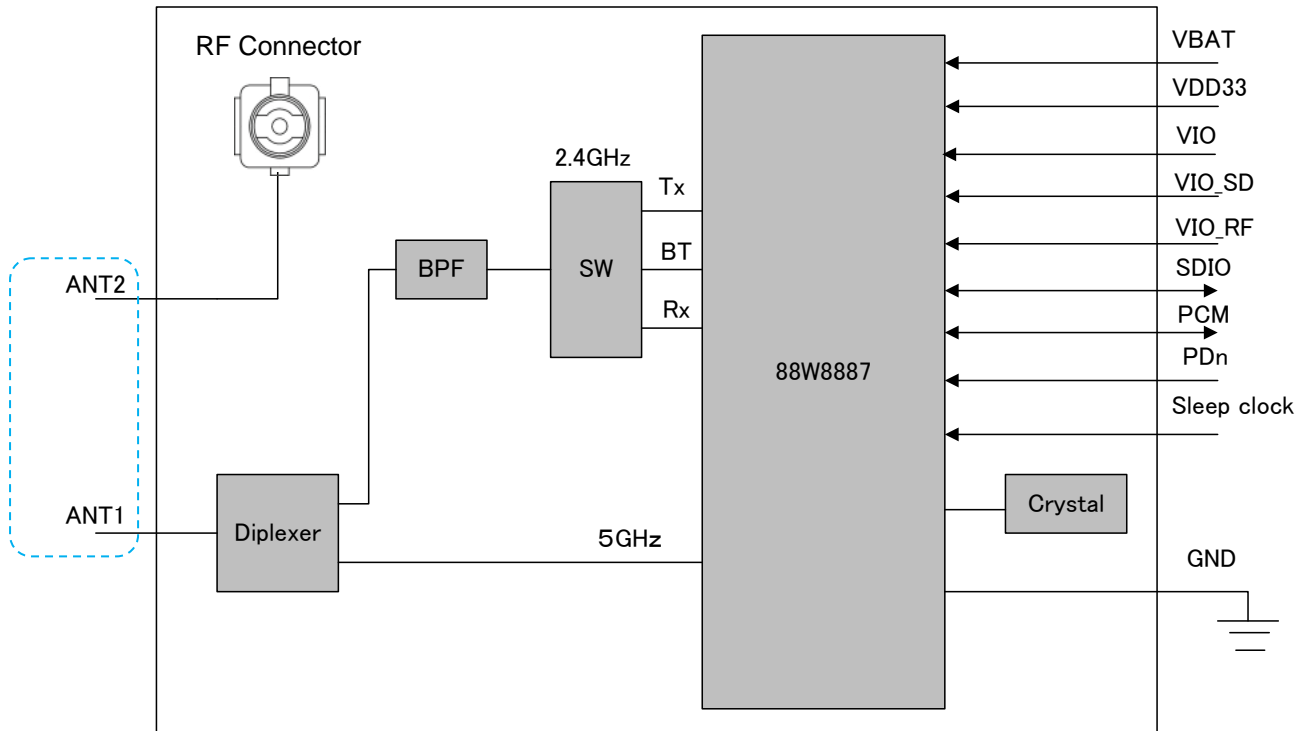 RF Connector
VBAT
VDD33
VIO
2.4GHz
Tx
VIO_SD
VIO_RF
BPF
SW
BT
SDIO
ANT2
Rx
PCM
PDn
88W8887
Sleep clock
Crystal
ANT1
Diplexer
5GHz
GND